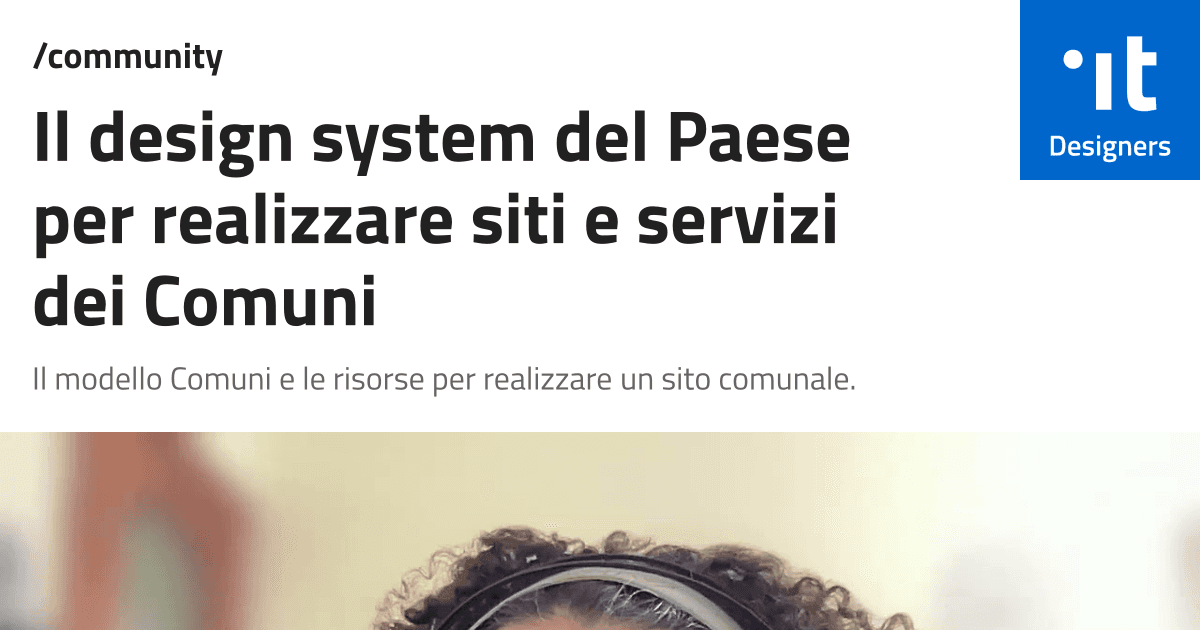 /community
Il design system del Paese
per realizzare siti e servizi
dei Comuni
Il modello Comuni e le risorse per realizzare un sito comunale.
it
Designers